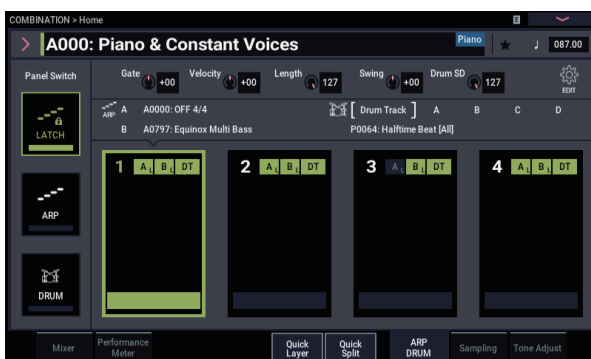 COMBINATION > Home E
A000: Piano & Constant Voices Piano ♩ 087.00
Panel Switch Gate +00 Velocity +00 Length 127 Swing +00 Drum SD 127 EDIT
ARP A A0000: OFF 4/4 [ Drum Track ] A B C D
B A0797: Equinox Multi Bass P0064: Halftime Beat [All]
LATCH
1 A L B L DT 2 A L B L DT 3 A L B L DT 4 A L B L DT
ARP
DRUM
Mixer Performance Meter Quick Layer Quick Split ARP DRUM Sampling Tone Adjust